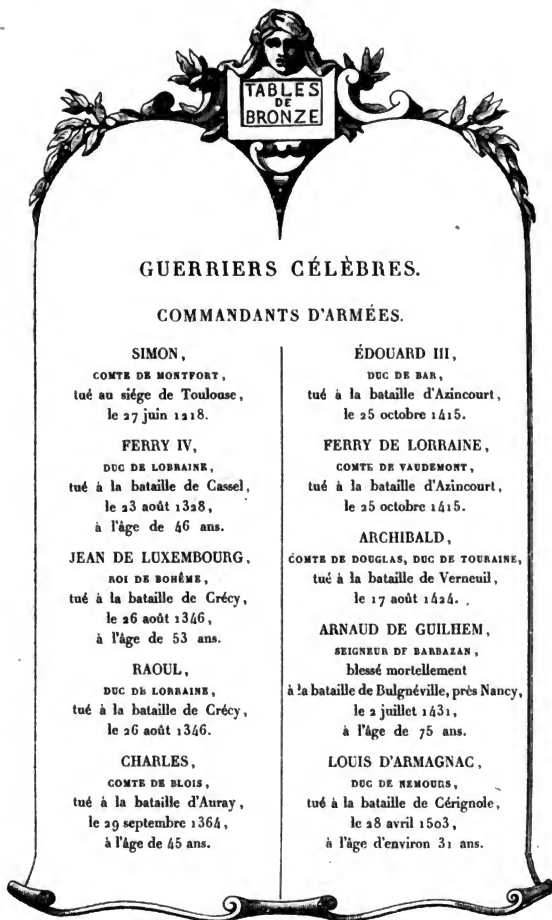 TABLES
DE
BRONZE
GUERRIERS CÉLÈBRES.
COMMANDANTS D'ARMÉES.
SIMON,
COMTE DE MONTFORT,
tué au siége de Toulouse,
le 27 juin 1218.
FERRY IV,
DUC DE LORRAINE,
tué à la bataille de Cassel,
le 23 août 1328,
à l'âge de 46 ans.
JEAN DE LUXEMBOURG,
ROI DE BOHÊME,
tué à la bataille de Crécy,
le 26 août 1346,
à l'âge de 53 ans.
RAOUL,
DUC DE LORRAINE,
tué à la bataille de Crécy,
le 26 août 1346.
CHARLES,
COMTE DE BLOIS,
tué à la bataille d'Auray,
le 29 septembre 1364,
à l'âge de 45 ans.
ÉDOUARD III,
DUC DE BAR,
tué à la bataille d'Azincourt,
le 25 octobre 1415.
FERRY DE LORRAINE,
COMTE DE VAUDEMONT,
tué à la bataille d'Azincourt,
le 25 octobre 1415.
ARCHIBALD,
COMTE DE DOUGLAS, DUC DE TOURAINE,
tué à la bataille de Verneuil,
le 17 août 1424.
ARNAUD DE GUILHEM,
SEIGNEUR DE BARBAZAN,
blessé mortellement
à la bataille de Bulgnéville, près Nancy,
le 2 juillet 1431,
à l'âge de 75 ans.
LOUIS D'ARMAGNAC,
DUC DE NEMOURS,
tué à la bataille de Cérignole,
le 28 avril 1503,
à l'âge d'environ 31 ans.